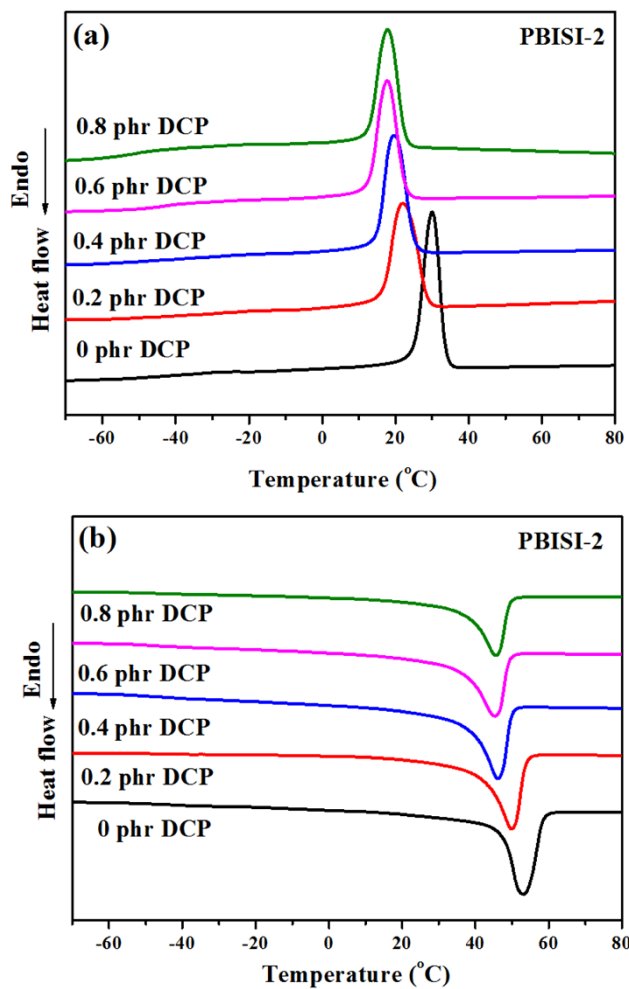 (a)
PBISI-2
0.8 phr DCP
0.6 phr DCP
0.4 phr DCP
0.2 phr DCP
0 phr DCP
Heat flow Endo
-60 -40 -20 0 20 40 60 80
Temperature (°C)
(b)
PBISI-2
0.8 phr DCP
0.6 phr DCP
0.4 phr DCP
0.2 phr DCP
0 phr DCP
Heat flow Endo
-60 -40 -20 0 20 40 60 80
Temperature (°C)